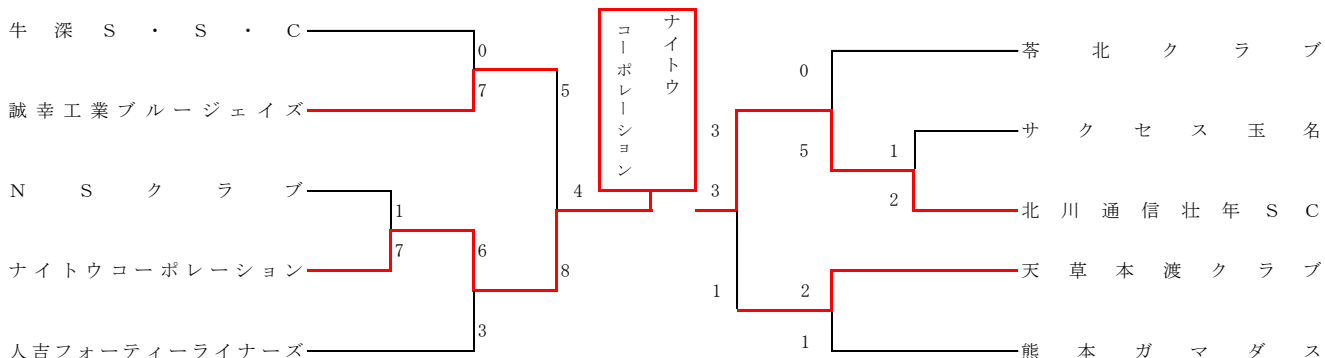 牛深S・S・C
0
7
誠幸工業ブルージェイズ
5
NSクラブ
1
7
ナイトウコーポレーション
6
3
人吉フォーティーライナーズ
8
4
ナイトウ
コーポレーション
3
3
1
0
5
苓北クラブ
1
2
サクセス玉名
北川通信壮年SC
2
1
天草本渡クラブ
熊本ガマダス